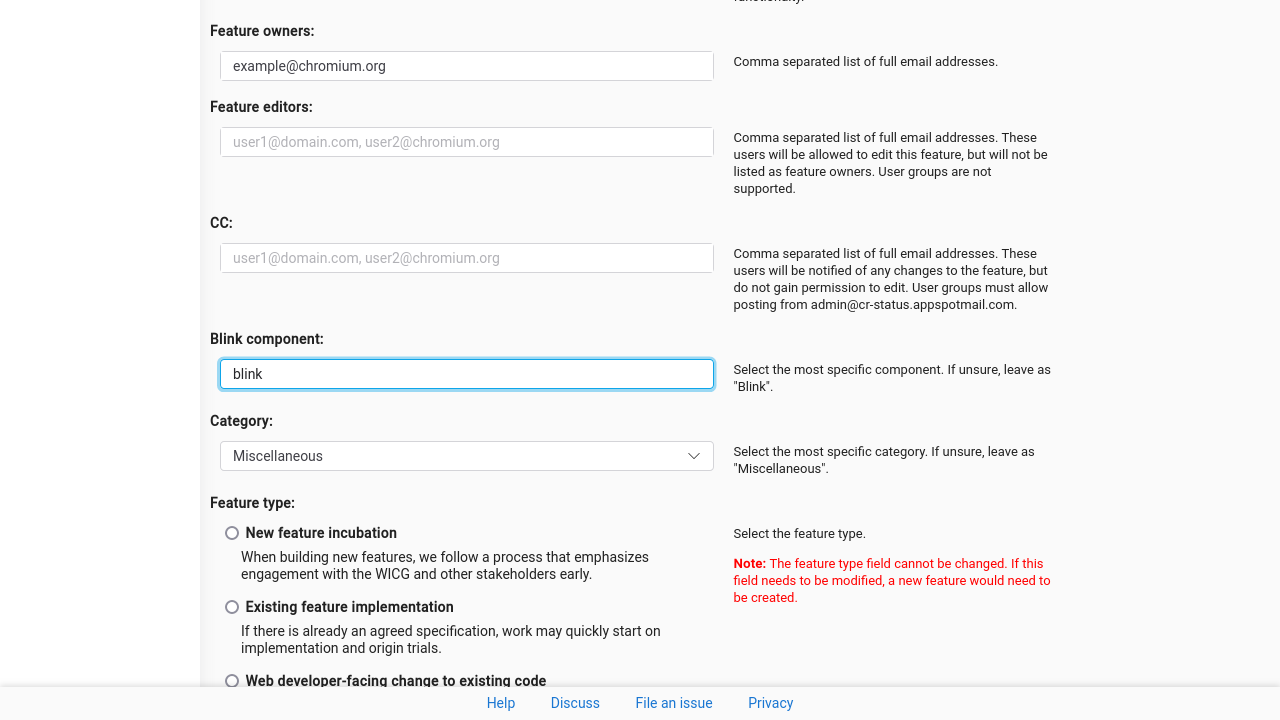 Feature owners:
example@chromium.org
Comma separated list of full email addresses.
Feature editors:
user1@domain.com, user2@chromium.org
Comma separated list of full email addresses. These
users will be allowed to edit this feature, but will not be
listed as feature owners. User groups are not
supported.
CC:
user1@domain.com, user2@chromium.org
Comma separated list of full email addresses. These
users will be notified of any changes to the feature, but
do not gain permission to edit. User groups must allow
posting from admin@cr-status.appspotmail.com.
Blink component:
blink
Select the most specific component. If unsure, leave as
"Blink".
Category:
Miscellaneous
Select the most specific category. If unsure, leave as
"Miscellaneous".
Feature type:
New feature incubation
When building new features, we follow a process that emphasizes
engagement with the WICG and other stakeholders early.
Select the feature type.
Note: The feature type field cannot be changed. If this
field needs to be modified, a new feature would need to
be created.
Existing feature implementation
If there is already an agreed specification, work may quickly start on
implementation and origin trials.
Web developer-facing change to existing code
Help Discuss File an issue Privacy